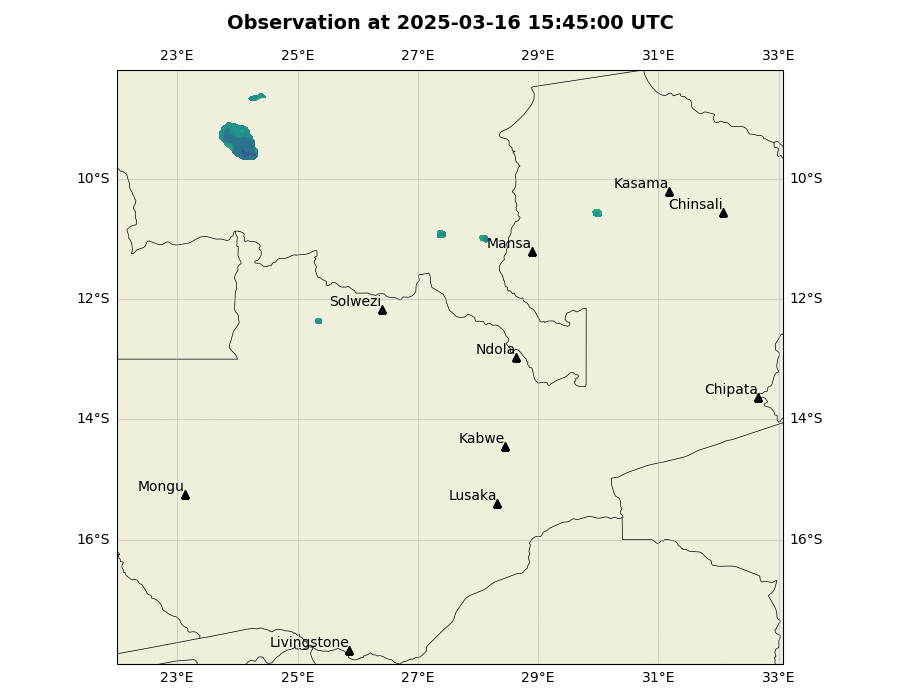 Observation at 2025-03-16 15:45:00 UTC
23°E 25°E 27°E 29°E 31°E 33°E
10°S 10°S
Kasama
Chinsali
Mansa
12°S 12°S
Solwezi
Ndola
Chipata
14°S 14°S
Kabwe
Mongu
Lusaka
16°S 16°S
Livingstone
23°E 25°E 27°E 29°E 31°E 33°E